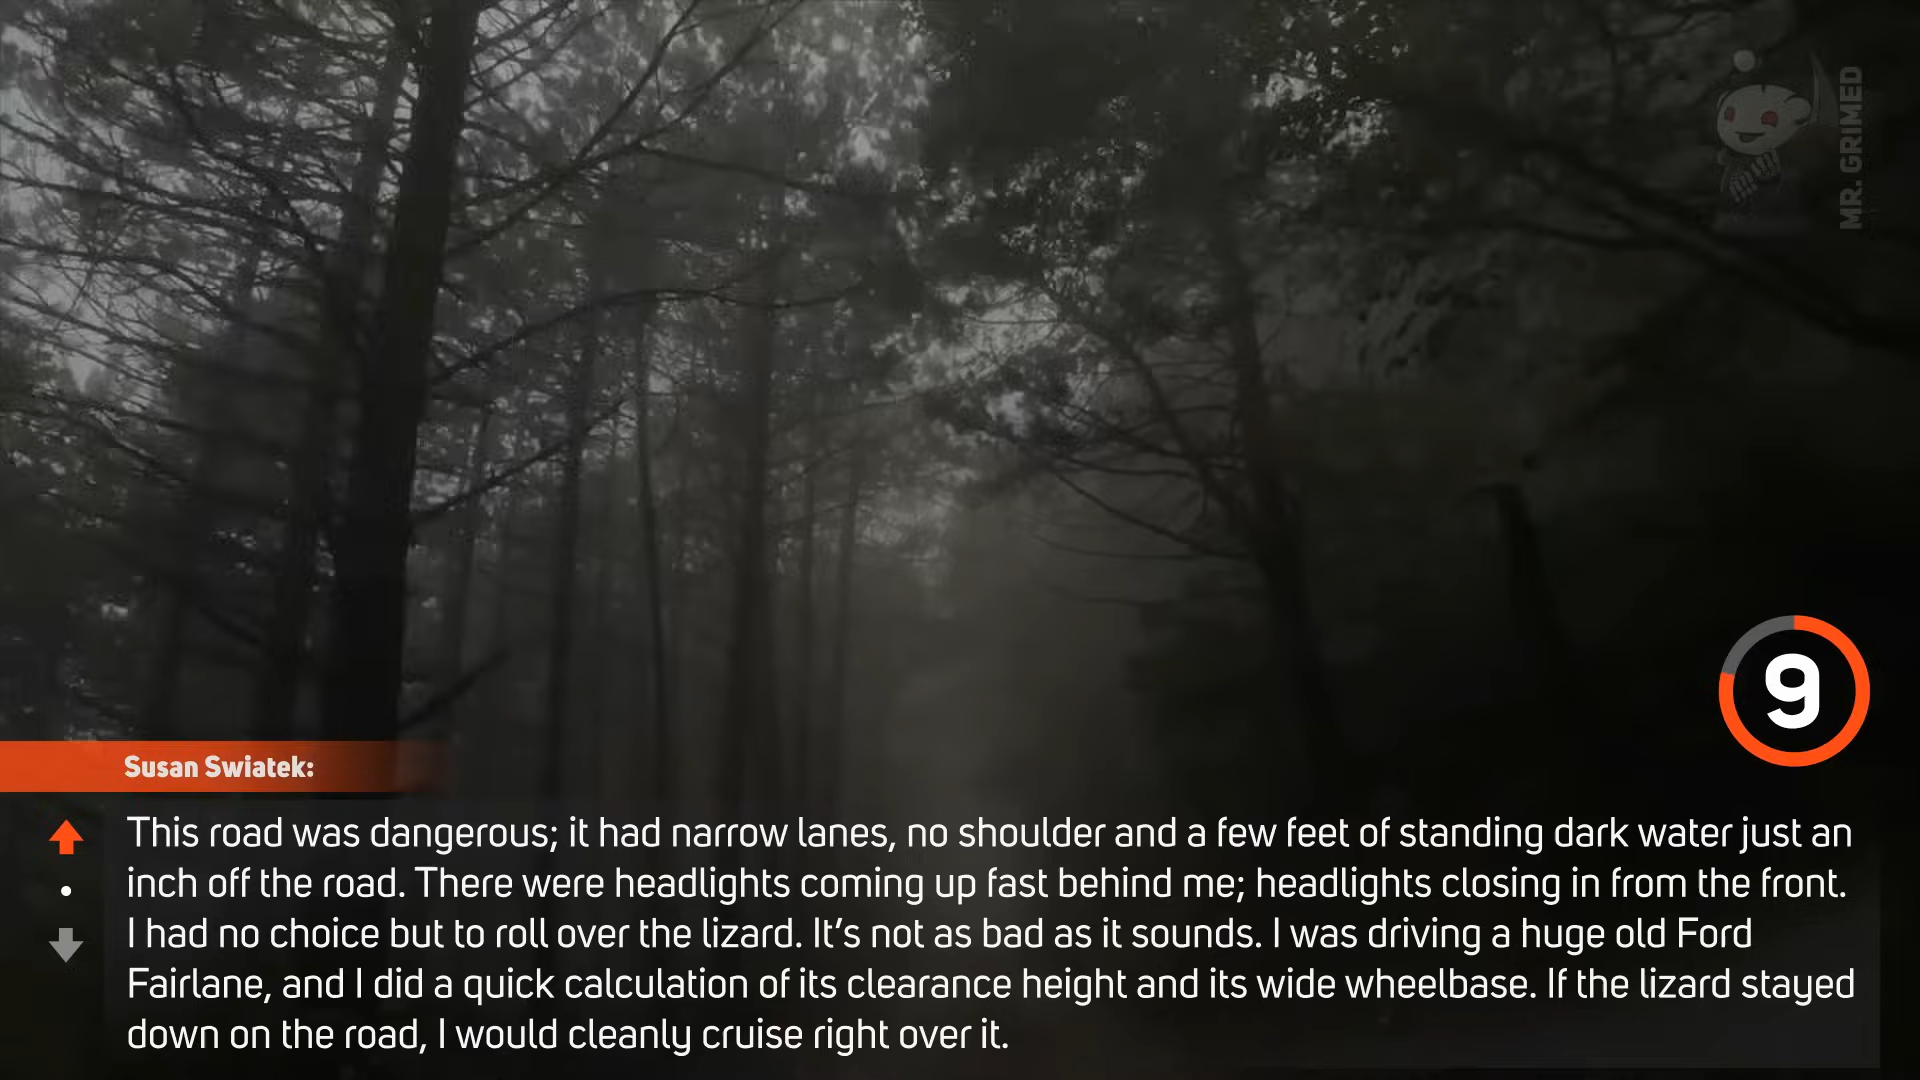 MR. GRIMED
9
Susan Swiatek:
This road was dangerous; it had narrow lanes, no shoulder and a few feet of standing dark water just an
inch off the road. There were headlights coming up fast behind me; headlights closing in from the front.
I had no choice but to roll over the lizard. It’s not as bad as it sounds. I was driving a huge old Ford
Fairlane, and I did a quick calculation of its clearance height and its wide wheelbase. If the lizard stayed
down on the road, I would cleanly cruise right over it.